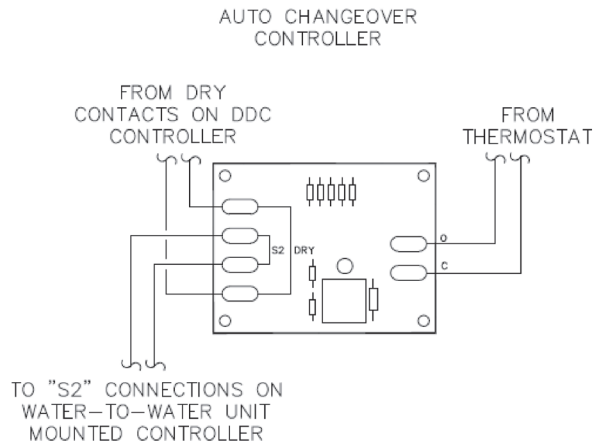 AUTO CHANGEOVER
CONTROLLER
FROM DRY
CONTACTS ON DDC
CONTROLLER
FROM
THERMOSTAT
O
S2 DRY
C
TO "S2" CONNECTIONS ON
WATER-TO-WATER UNIT
MOUNTED CONTROLLER